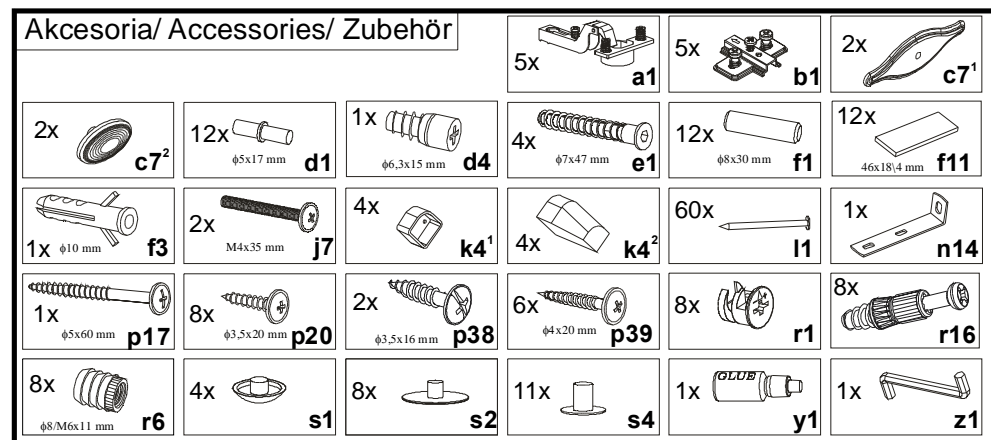 Akcesoria/ Accessories/ Zubehör
5x a1
5x b1
2x c7¹
2x c7²
12x φ5x17 mm d1
1x φ6,3x15 mm d4
4x φ7x47 mm e1
12x φ8x30 mm f1
12x 46x18\4 mm f11
1x φ10 mm f3
2x M4x35 mm j7
4x k4¹
4x k4²
60x l1
1x n14
1x φ5x60 mm p17
8x φ3,5x20 mm p20
2x φ3,5x16 mm p38
6x φ4x20 mm p39
8x r1
8x r16
8x φ8/M6x11 mm r6
4x s1
8x s2
11x s4
1x GLUE y1
1x z1